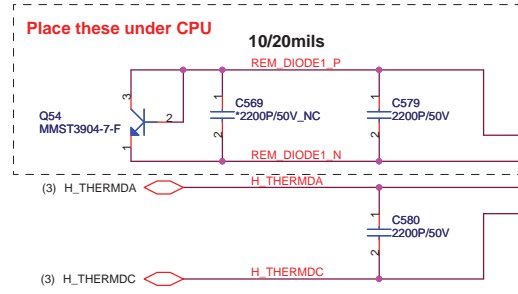 Place these under CPU
10/20mils
REM_DIODE1_P
3
2
1
Q54
MMST3904-7-F
1
C569
*2200P/50V_NC
2
1
C579
2200P/50V
2
REM_DIODE1_N
(3) H_THERMDA
H_THERMDA
1
C580
2200P/50V
2
(3) H_THERMDC
H_THERMDC